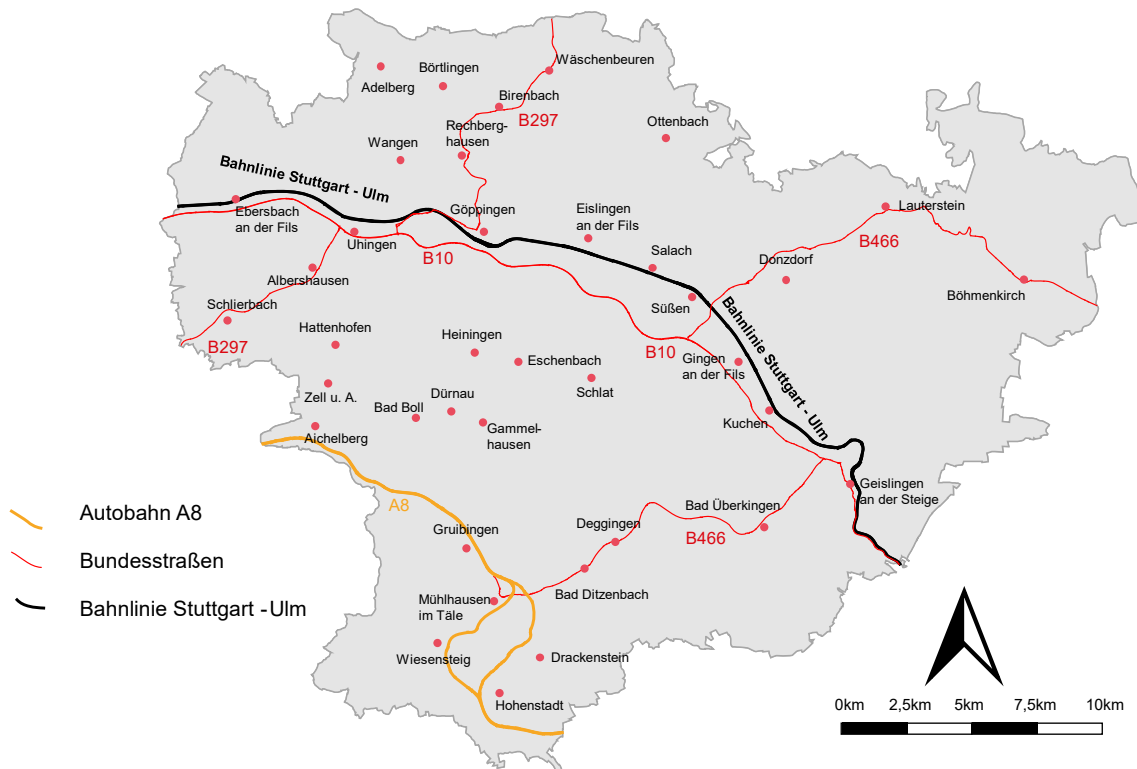 Wäschenbeuren
Börtlingen
Adelberg
Birenbach
B297
Ottenbach
Rechberg-
hausen
Wangen
Bahnlinie Stuttgart - Ulm
Ebersbach
an der Fils
Göppingen
Eislingen
an der Fils
Lauterstein
Uhingen
B10
Salach
B466
Donzdorf
Albershausen
Böhmenkirch
Schlierbach
Süßen
Hattenhofen
B297
Heiningen
B10
Bahnlinie Stuttgart - Ulm
Eschenbach
Gingen
an der Fils
Zell u. A.
Dürnau
Schlat
Bad Boll
Kuchen
Aichelberg
Gammel-
hausen
Geislingen
an der Steige
A8
Bad Überkingen
Autobahn A8
Gruibingen
Deggingen
B466
Bundesstraßen
Bad Ditzenbach
Mühlhausen
im Täle
Bahnlinie Stuttgart - Ulm
Wiesensteig
Drackenstein
Hohenstadt
0km 2,5km 5km 7,5km 10km